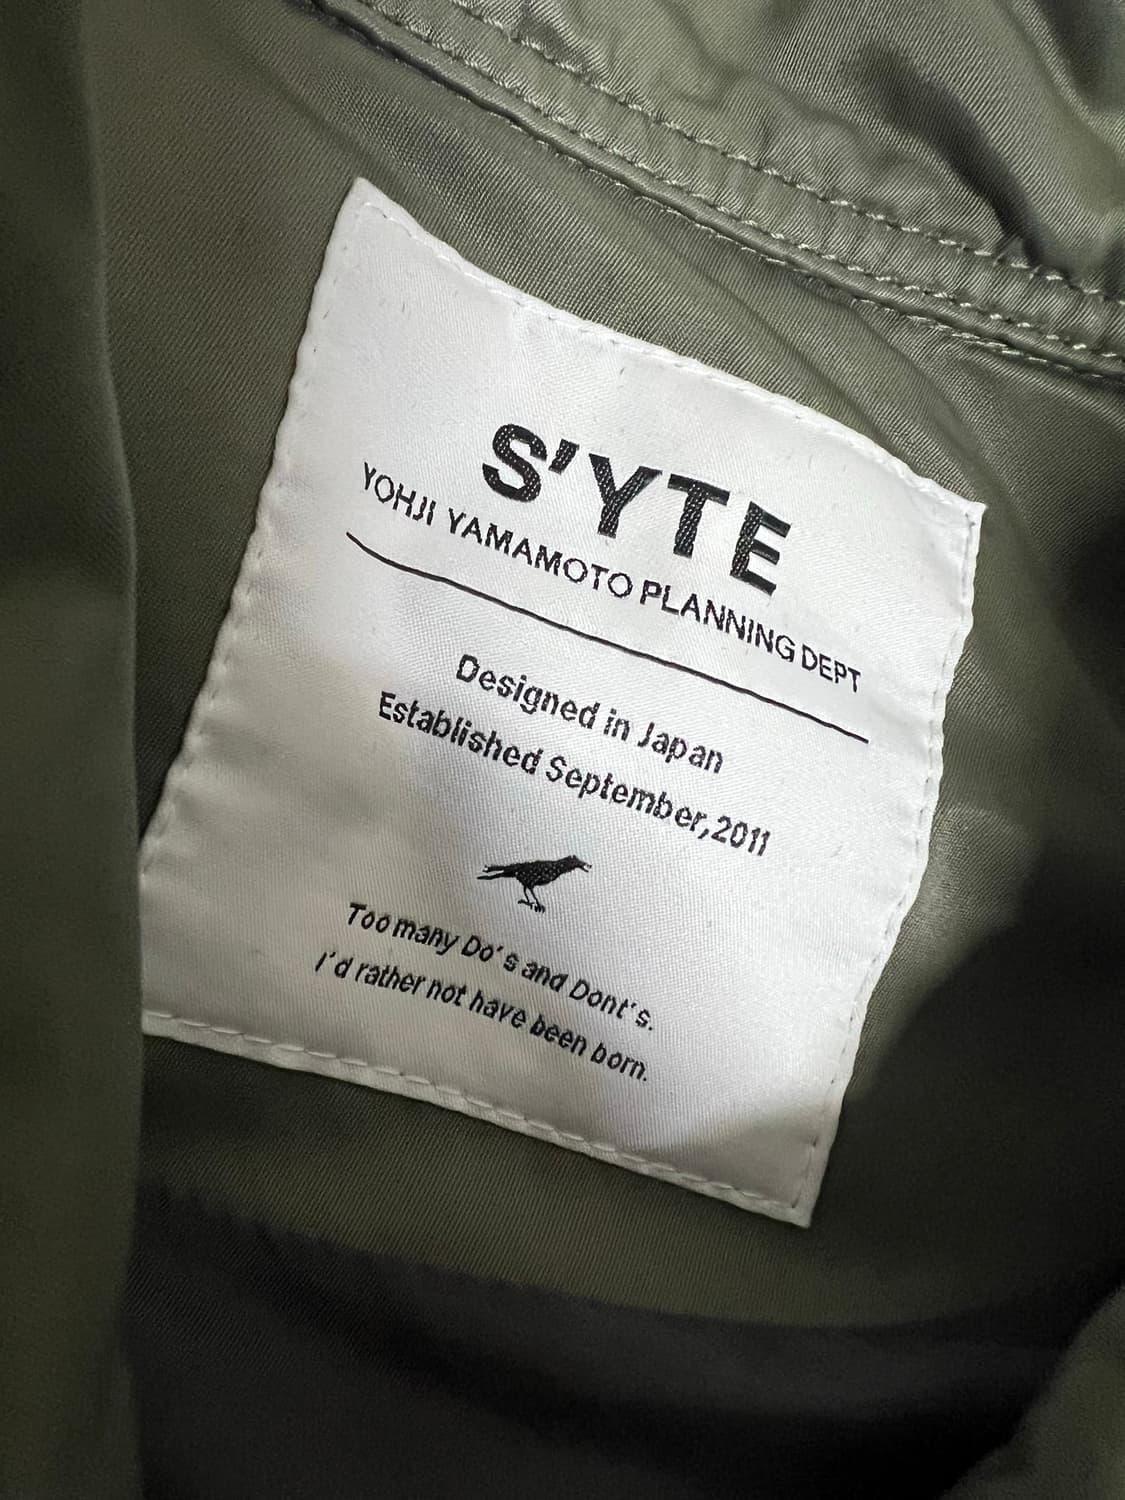 S'YTE
YOHJI YAMAMOTO PLANNING DEPT
Designed in Japan
Established September,2011
Too many Do's and Dont's.
I'd rather not have been born.